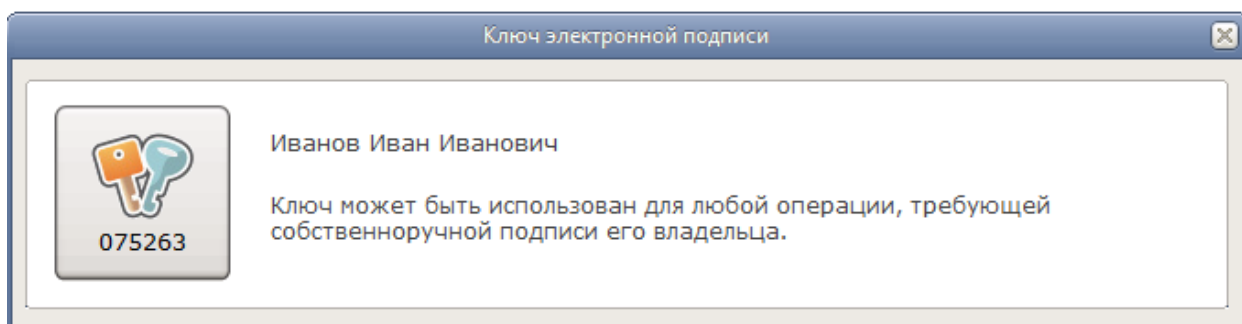 Ключ электронной подписи
Иванов Иван Иванович
Ключ может быть использован для любой операции, требующей
собственноручной подписи его владельца.
075263